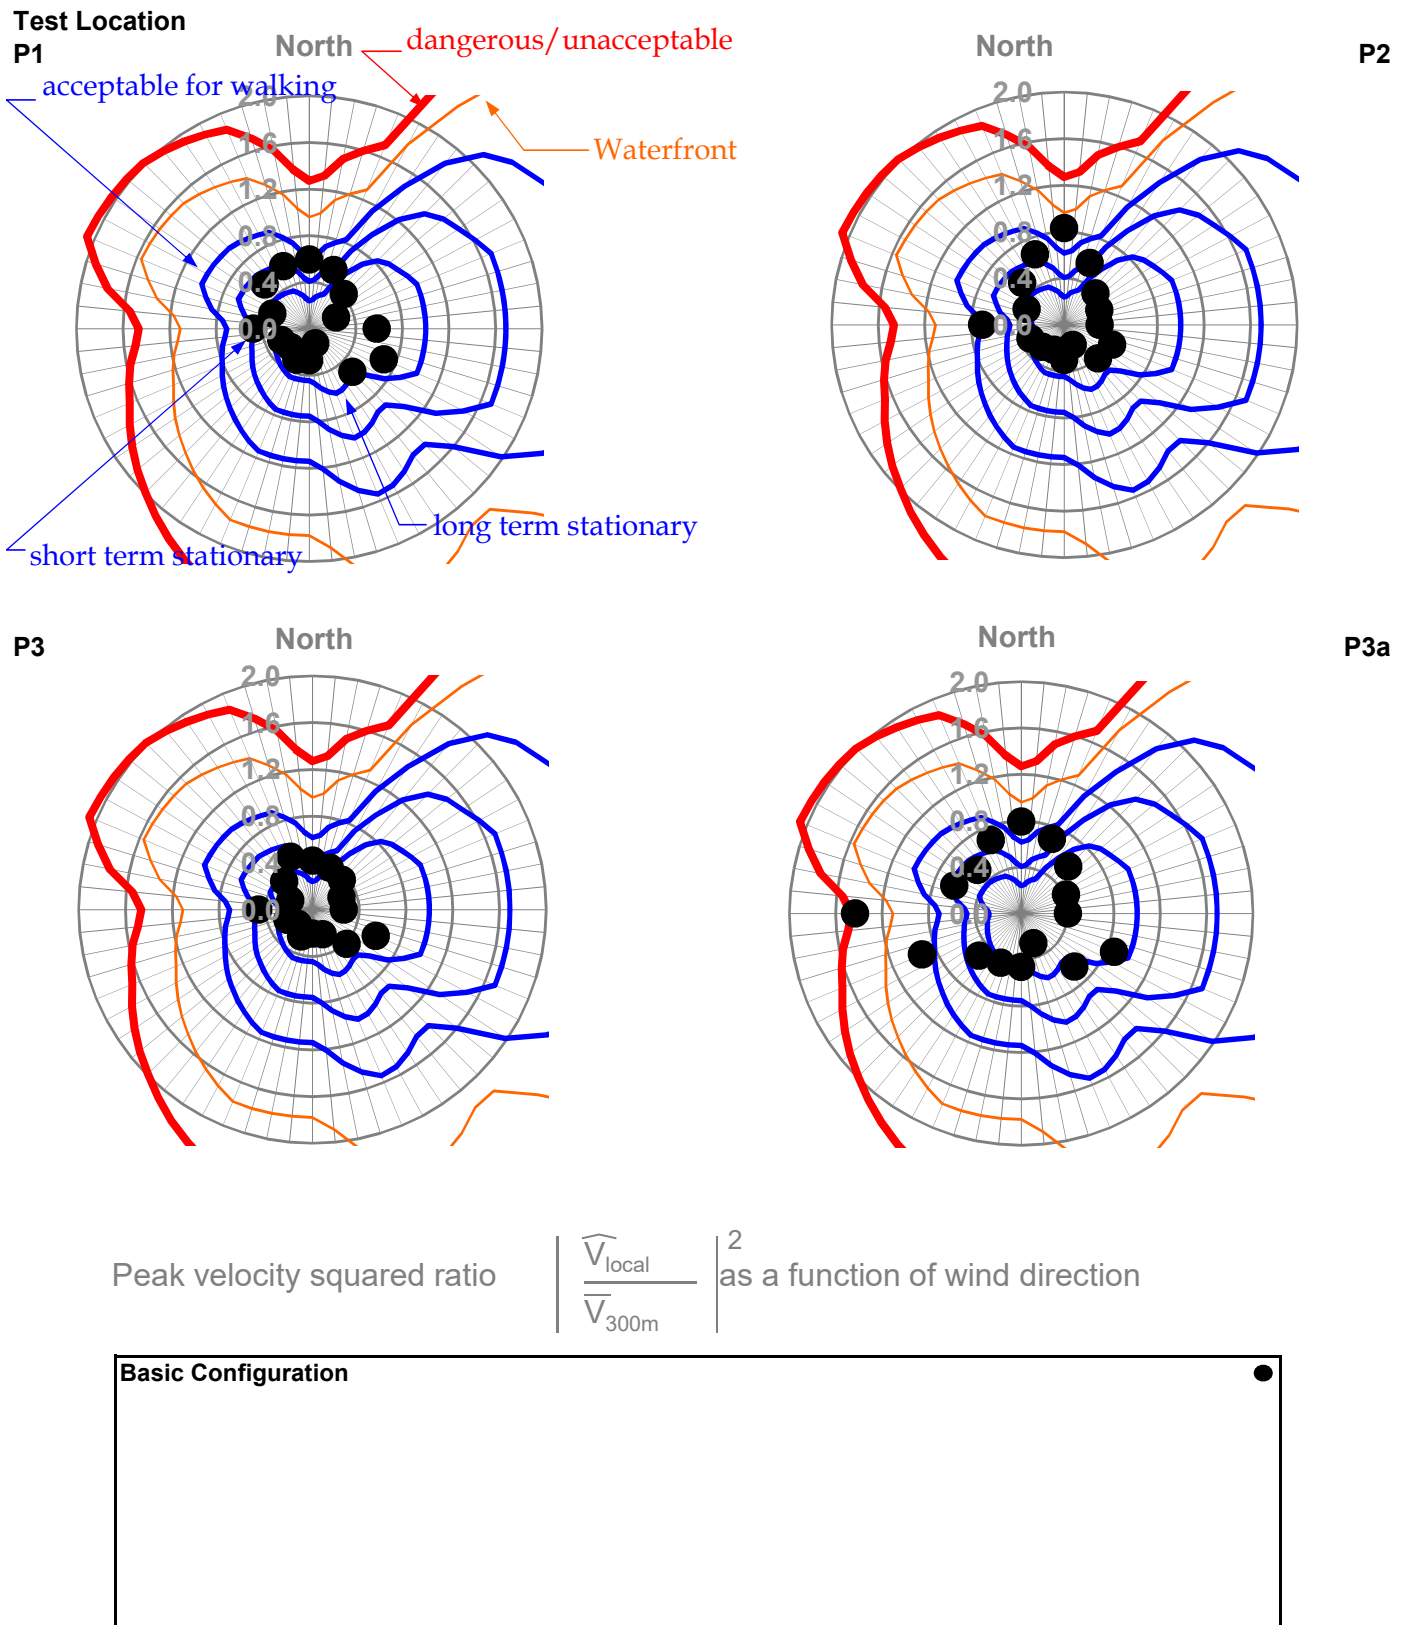 Test Location
P1
North
dangerous/unacceptable
acceptable for walking
Waterfront
2.0
1.6
1.2
0.8
0.4
0.0
long term stationary
short term stationary
North
P2
2.0
1.6
1.2
0.8
0.4
0.0
P3
North
2.0
1.6
1.2
0.8
0.4
0.0
North
P3a
2.0
1.6
1.2
0.8
0.4
0.0
Peak velocity squared ratio | V̂local / V̅300m |² as a function of wind direction
Basic Configuration